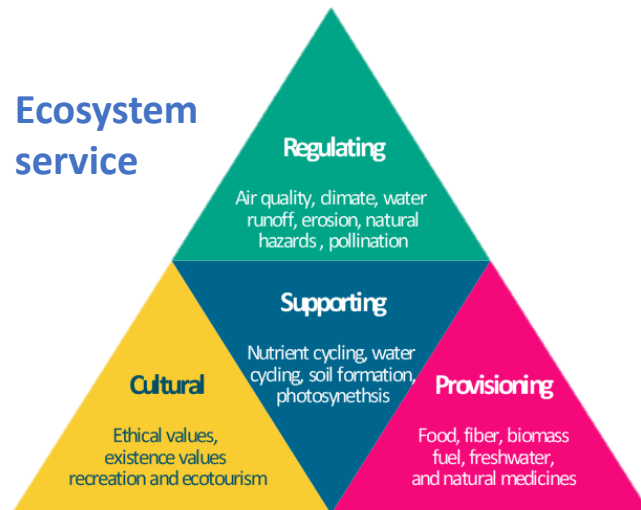 Ecosystem
service
Regulating
Air quality, climate, water
runoff, erosion, natural
hazards , pollination
Supporting
Nutrient cycling, water
cycling, soil formation,
photosynethsis
Cultural
Ethical values,
existence values
recreation and ecotourism
Provisioning
Food, fiber, biomass
fuel, freshwater,
and natural medicines